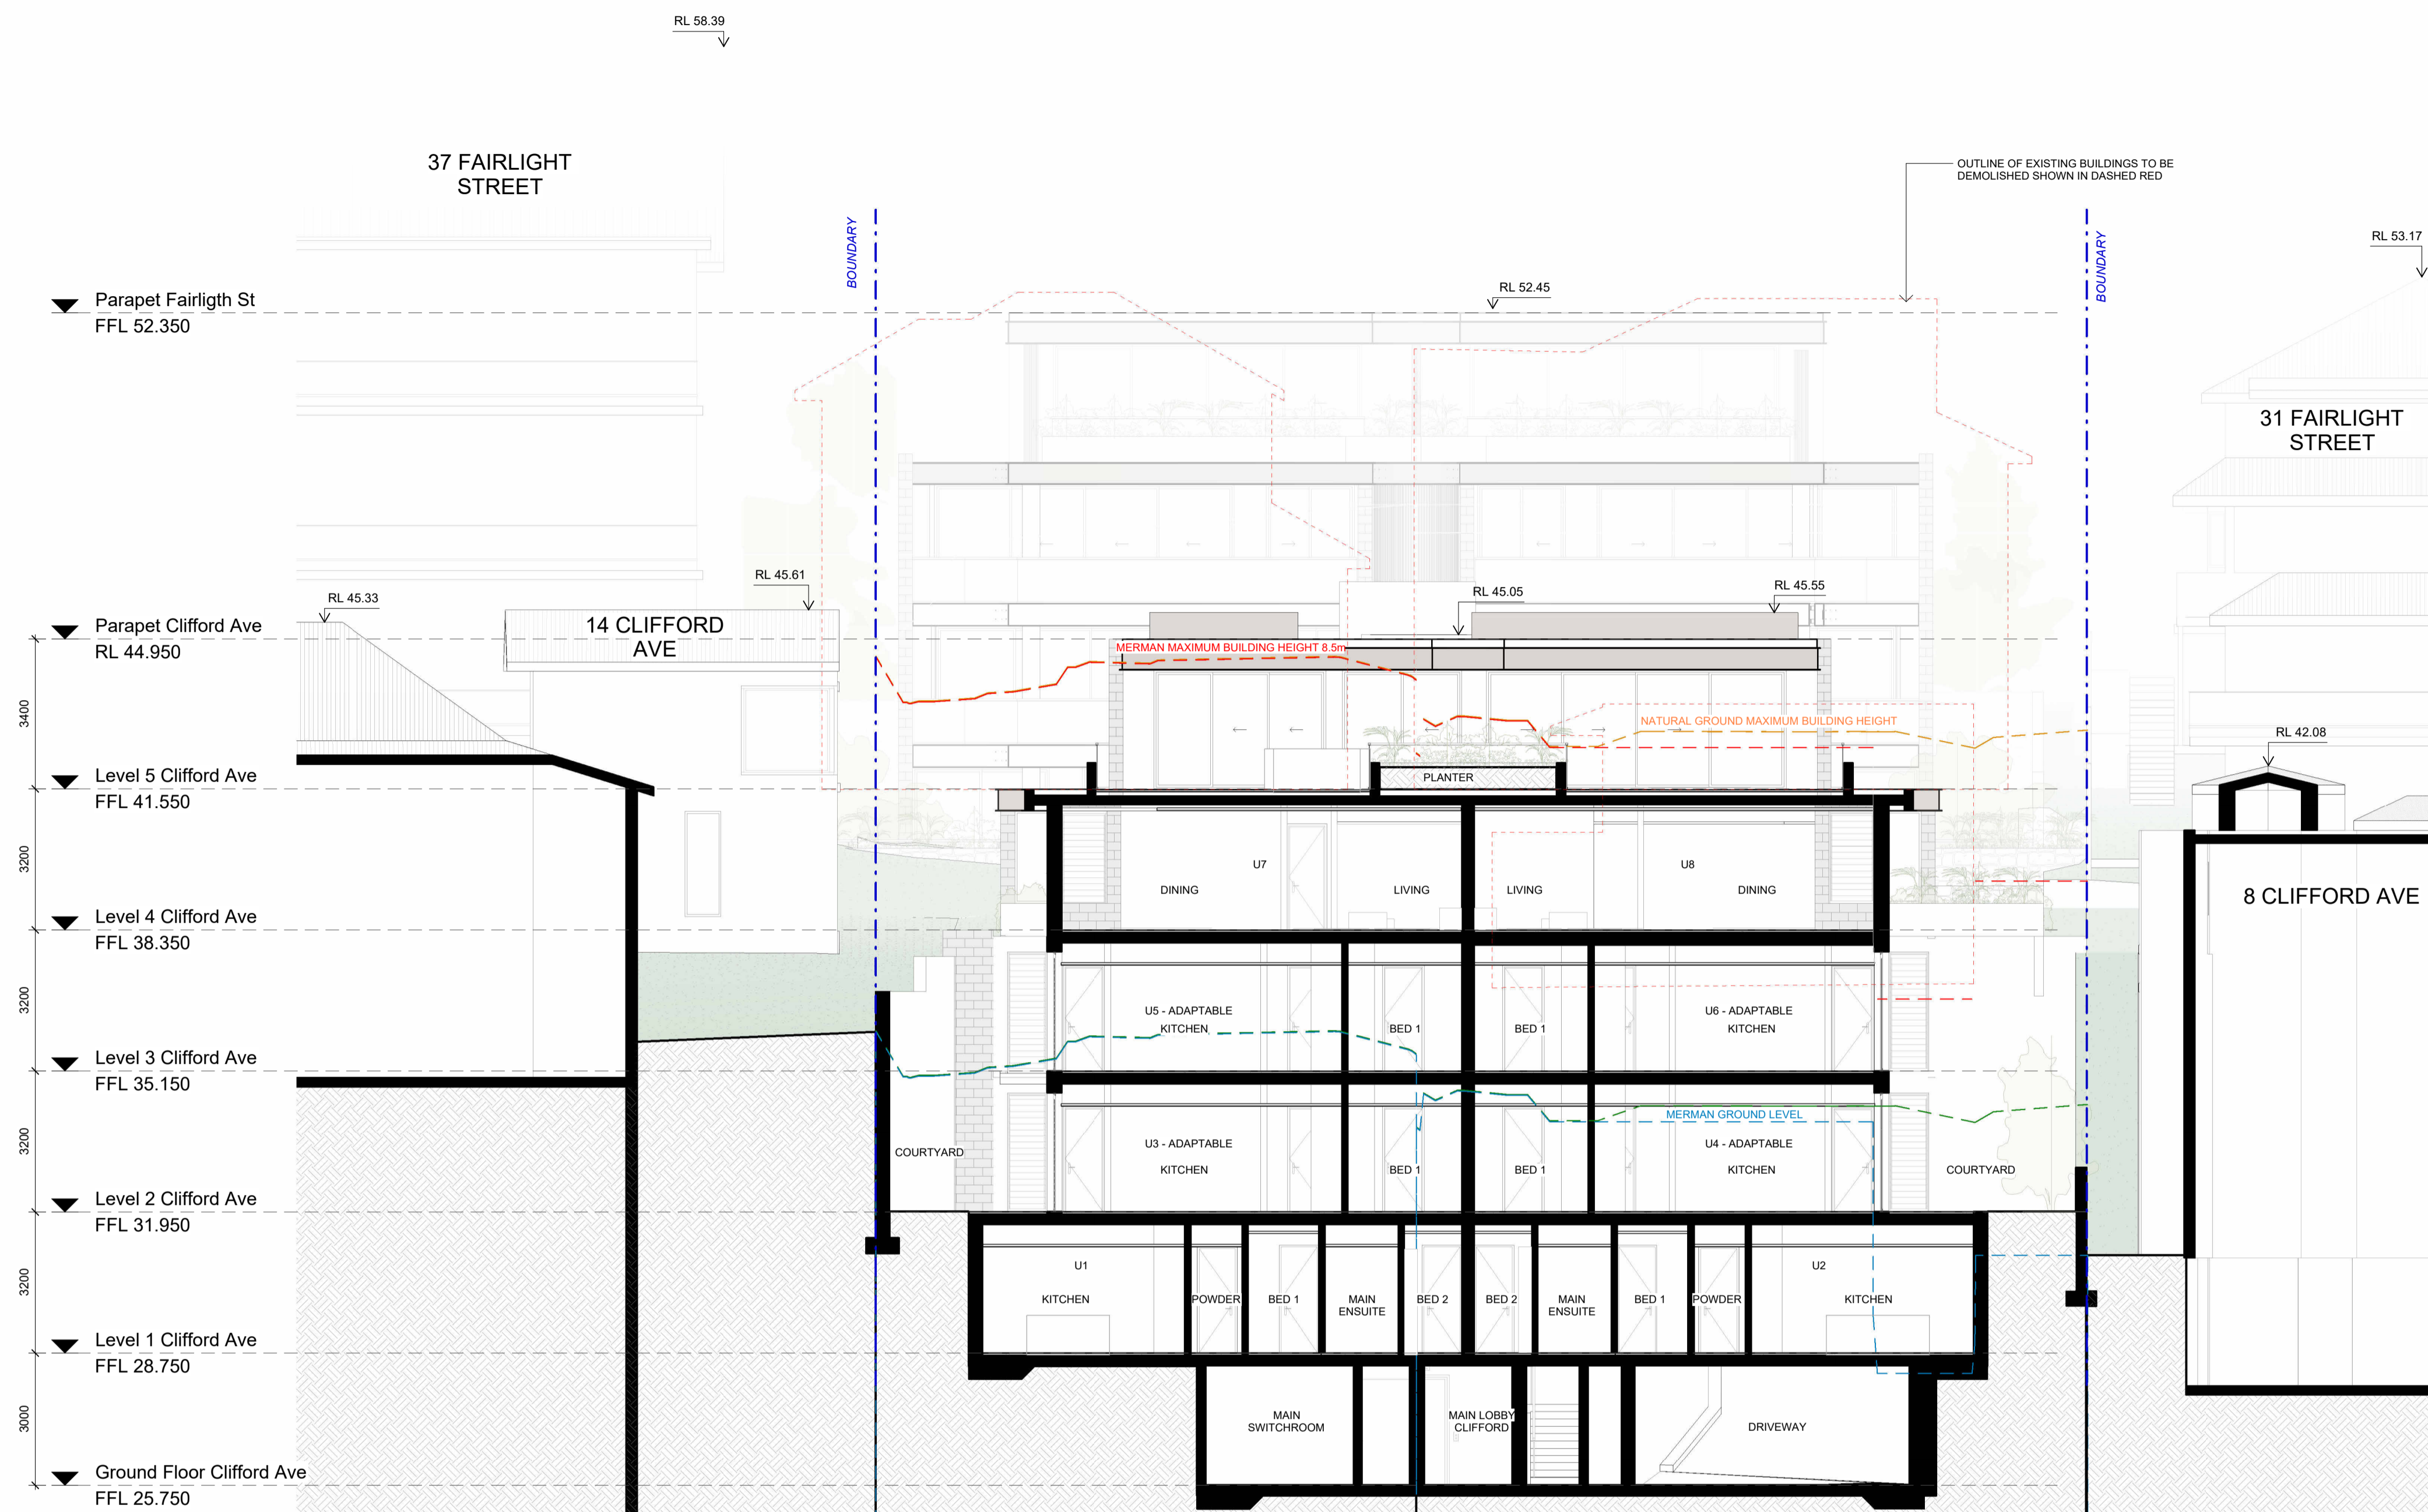 RL 58.39
37 FAIRLIGHT
STREET
OUTLINE OF EXISTING BUILDINGS TO BE
DEMOLISHED SHOWN IN DASHED RED
BOUNDARY
BOUNDARY
RL 53.17
RL 52.45
Parapet Fairligth St
FFL 52.350
31 FAIRLIGHT
STREET
RL 45.61
RL 45.33
RL 45.05
RL 45.55
14 CLIFFORD
AVE
Parapet Clifford Ave
RL 44.950
MERMAN MAXIMUM BUILDING HEIGHT 8.5m
NATURAL GROUND MAXIMUM BUILDING HEIGHT
RL 42.08
3400
PLANTER
Level 5 Clifford Ave
FFL 41.550
3200
U7
U8
DINING
LIVING
LIVING
DINING
8 CLIFFORD AVE
Level 4 Clifford Ave
FFL 38.350
3200
U5 - ADAPTABLE
KITCHEN
BED 1
BED 1
U6 - ADAPTABLE
KITCHEN
Level 3 Clifford Ave
FFL 35.150
3200
MERMAN GROUND LEVEL
COURTYARD
U3 - ADAPTABLE
KITCHEN
BED 1
BED 1
U4 - ADAPTABLE
KITCHEN
COURTYARD
Level 2 Clifford Ave
FFL 31.950
3200
U1
U2
KITCHEN
POWDER
BED 1
MAIN
ENSUITE
BED 2
BED 2
MAIN
ENSUITE
BED 1
POWDER
KITCHEN
Level 1 Clifford Ave
FFL 28.750
3000
MAIN
SWITCHROOM
MAIN LOBBY
CLIFFORD
DRIVEWAY
Ground Floor Clifford Ave
FFL 25.750